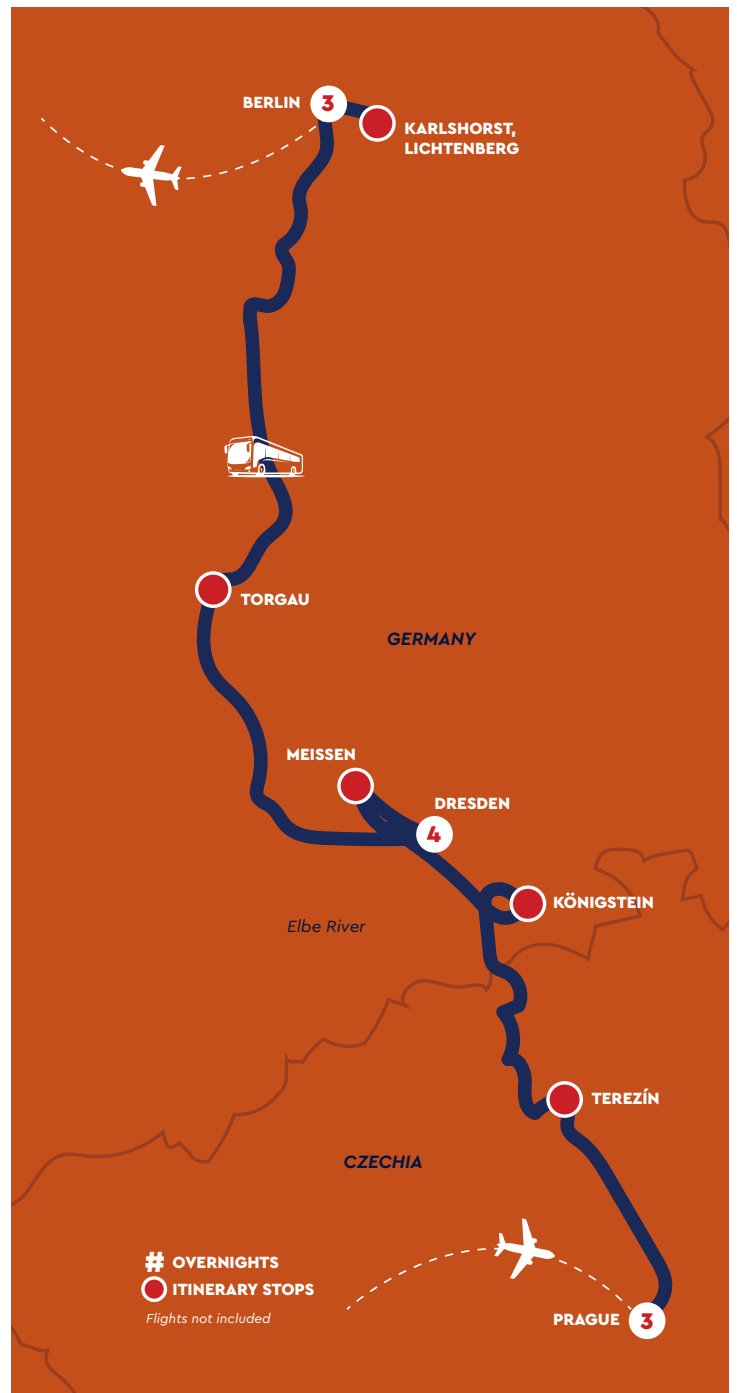 BERLIN 3
KARLSHORST,
LICHTENBERG
TORGAU
GERMANY
MEISSEN
DRESDEN
4
KÖNIGSTEIN
Elbe River
TEREZÍN
CZECHIA
# OVERNIGHTS
ITINERARY STOPS
Flights not included
PRAGUE 3